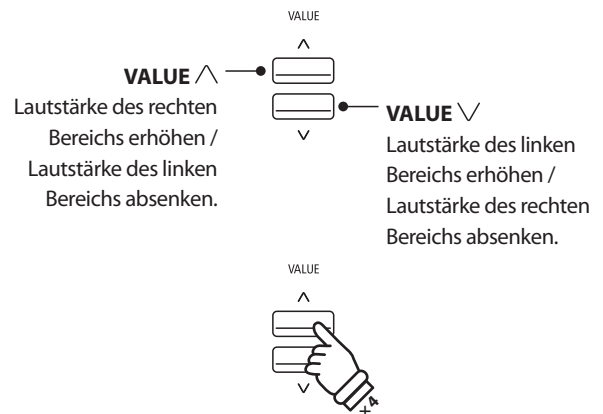 VALUE
VALUE ∧
Lautstärke des rechten
Bereichs erhöhen /
Lautstärke des linken
Bereichs absenken.
VALUE ∨
Lautstärke des linken
Bereichs erhöhen /
Lautstärke des rechten
Bereichs absenken.
VALUE
×4